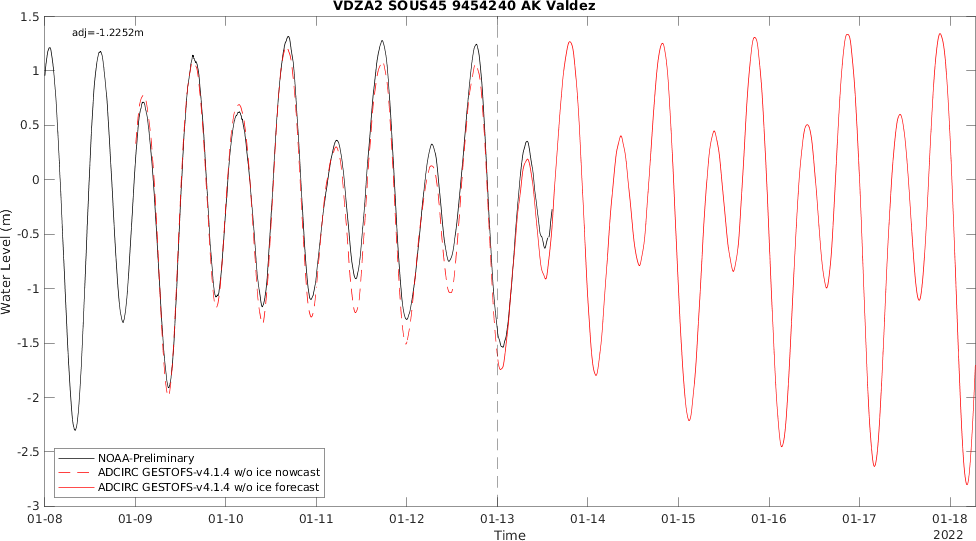 VDZA2 SOUS45 9454240 AK Valdez
adj=-1.2252m
1.5
1
0.5
0
-0.5
-1
-1.5
-2
-2.5
-3
Water Level (m)
NOAA-Preliminary
ADCIRC GESTOFS-v4.1.4 w/o ice nowcast
ADCIRC GESTOFS-v4.1.4 w/o ice forecast
01-08 01-09 01-10 01-11 01-12 01-13 01-14 01-15 01-16 01-17 01-18
Time 2022